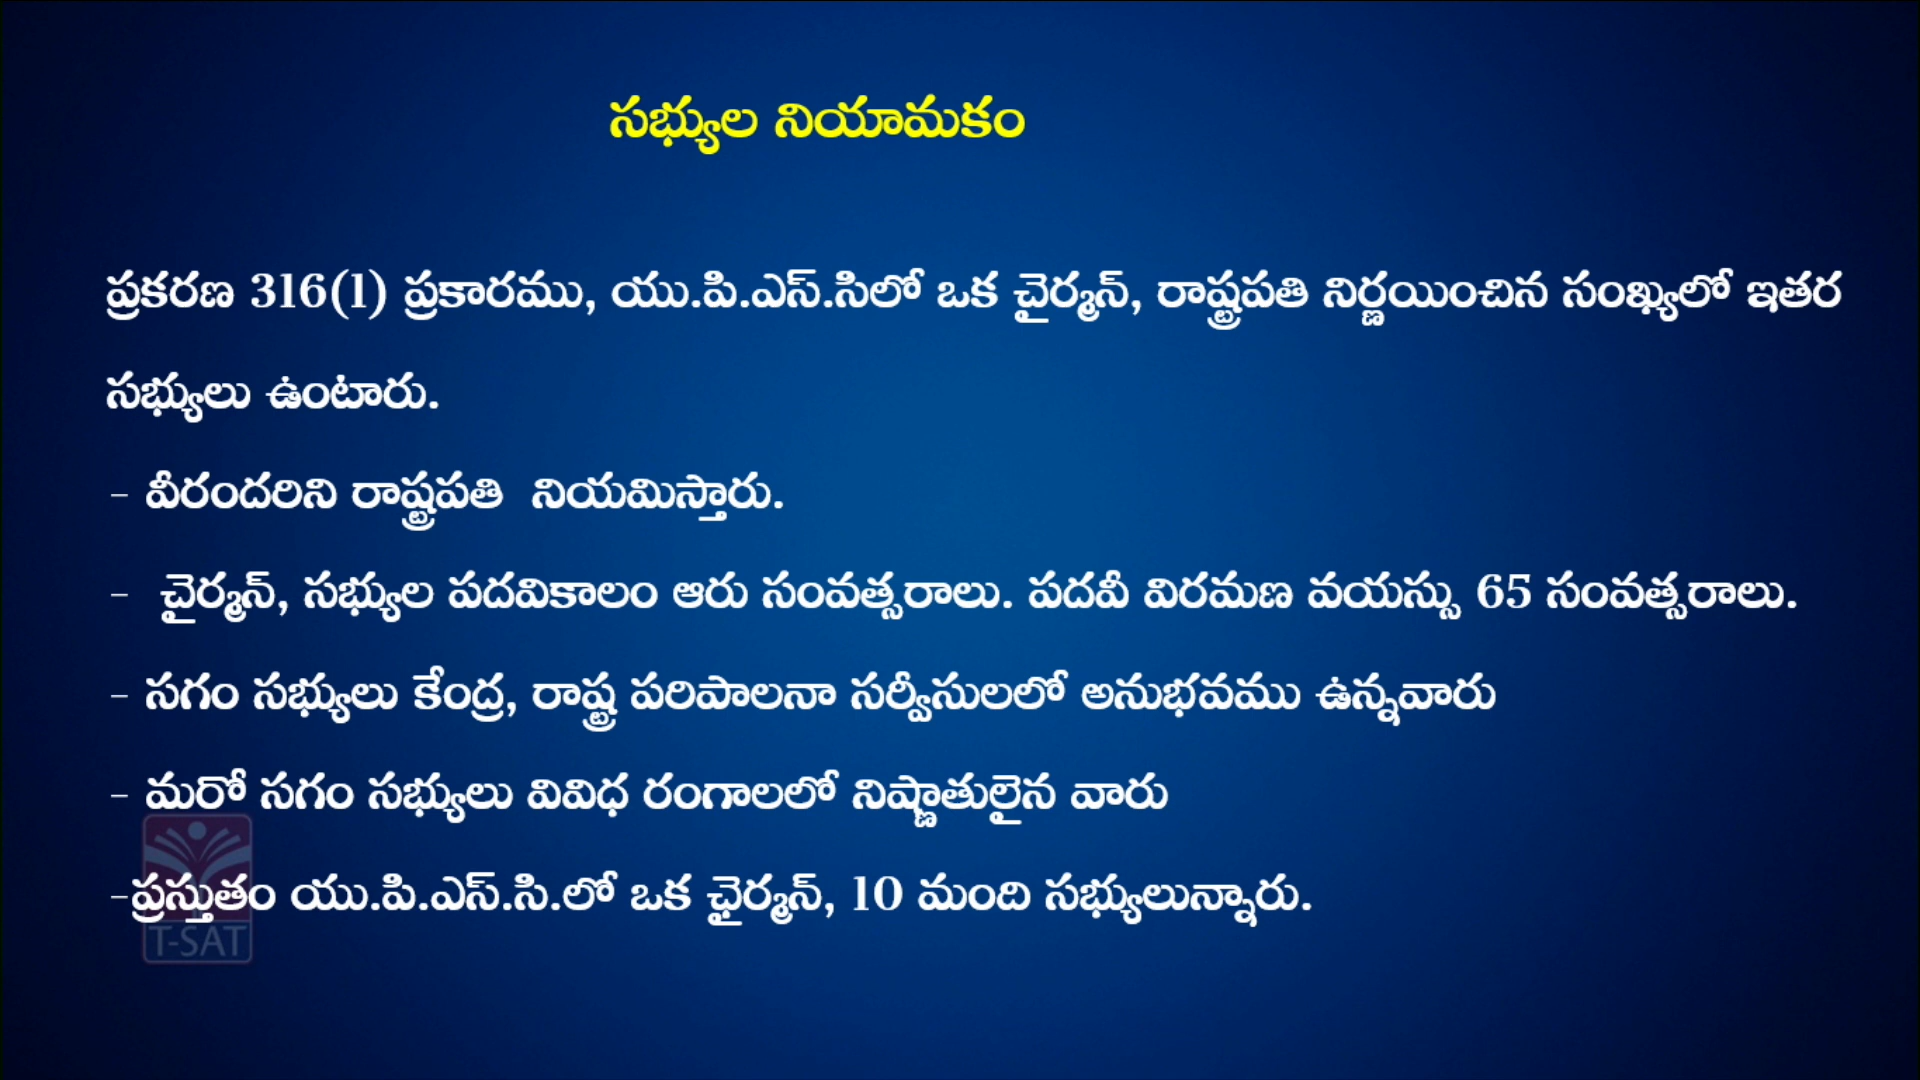 సభ్యుల నియామకం
ప్రకరణ 316(1) ప్రకారము, యు.పి.ఎస్.సిలో ఒక చైర్మన్, రాష్ట్రపతి నిర్ణయించిన సంఖ్యలో ఇతర
సభ్యులు ఉంటారు.
- వీరందరిని రాష్ట్రపతి నియమిస్తారు.
- చైర్మన్, సభ్యుల పదవికాలం ఆరు సంవత్సరాలు. పదవీ విరమణ వయస్సు 65 సంవత్సరాలు.
- సగం సభ్యులు కేంద్ర, రాష్ట్ర పరిపాలనా సర్వీసులలో అనుభవము ఉన్నవారు
- మరో సగం సభ్యులు వివిధ రంగాలలో నిష్ణాతులైన వారు
-ప్రస్తుతం యు.పి.ఎస్.సి.లో ఒక ఛైర్మన్, 10 మంది సభ్యులున్నారు.
T-SAT